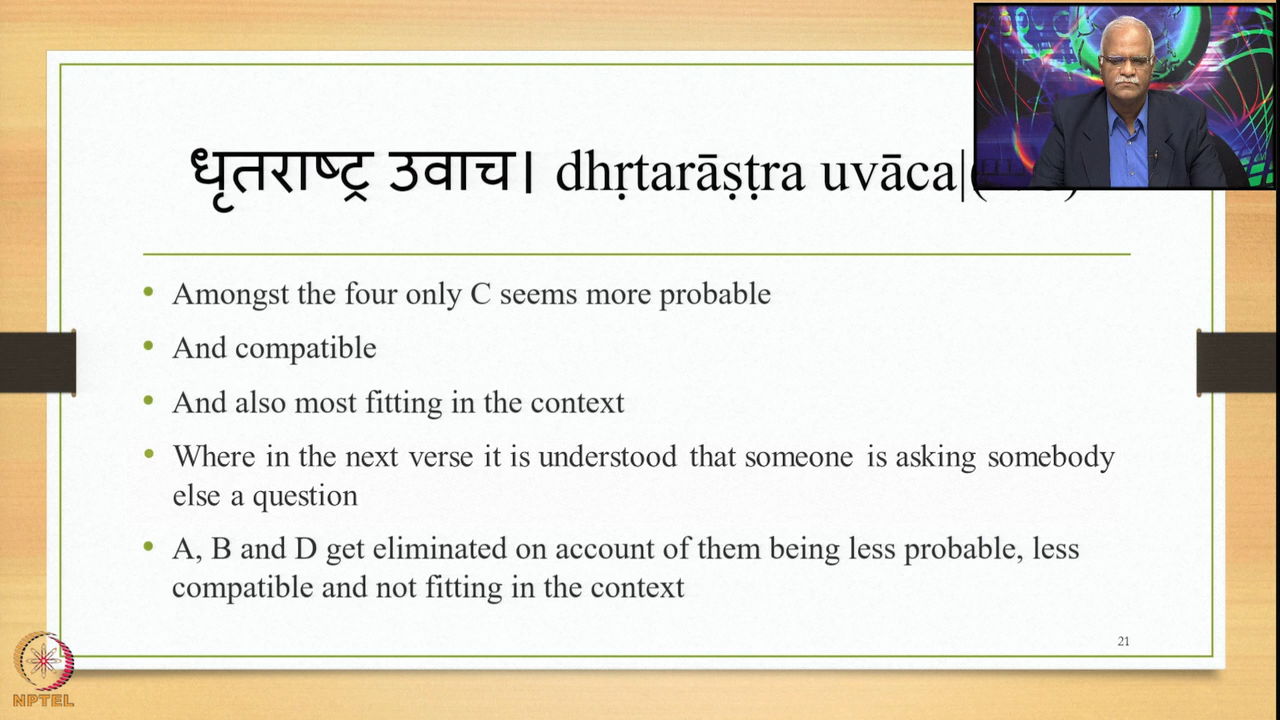 धृतराष्ट्र उवाच। dhṛtarāṣṭra uvāca|
• Amongst the four only C seems more probable
• And compatible
• And also most fitting in the context
• Where in the next verse it is understood that someone is asking somebody
else a question
• A, B and D get eliminated on account of them being less probable, less
compatible and not fitting in the context
21
NPTEL